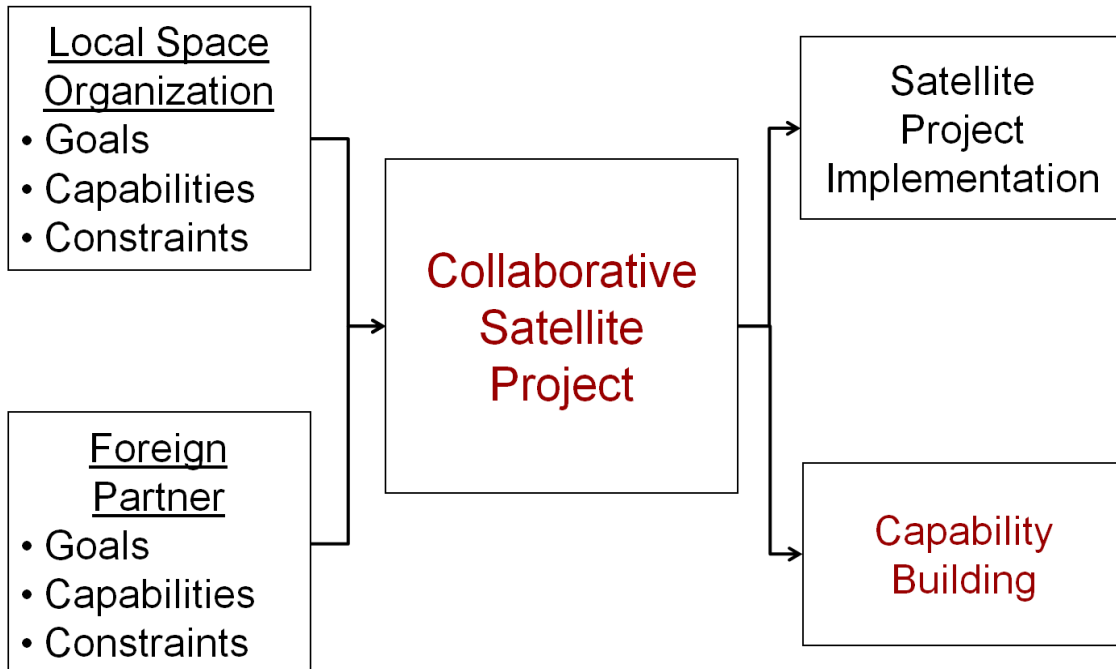 Local Space
Organization
• Goals
• Capabilities
• Constraints
Foreign
Partner
• Goals
• Capabilities
• Constraints
Collaborative
Satellite
Project
Satellite
Project
Implementation
Capability
Building